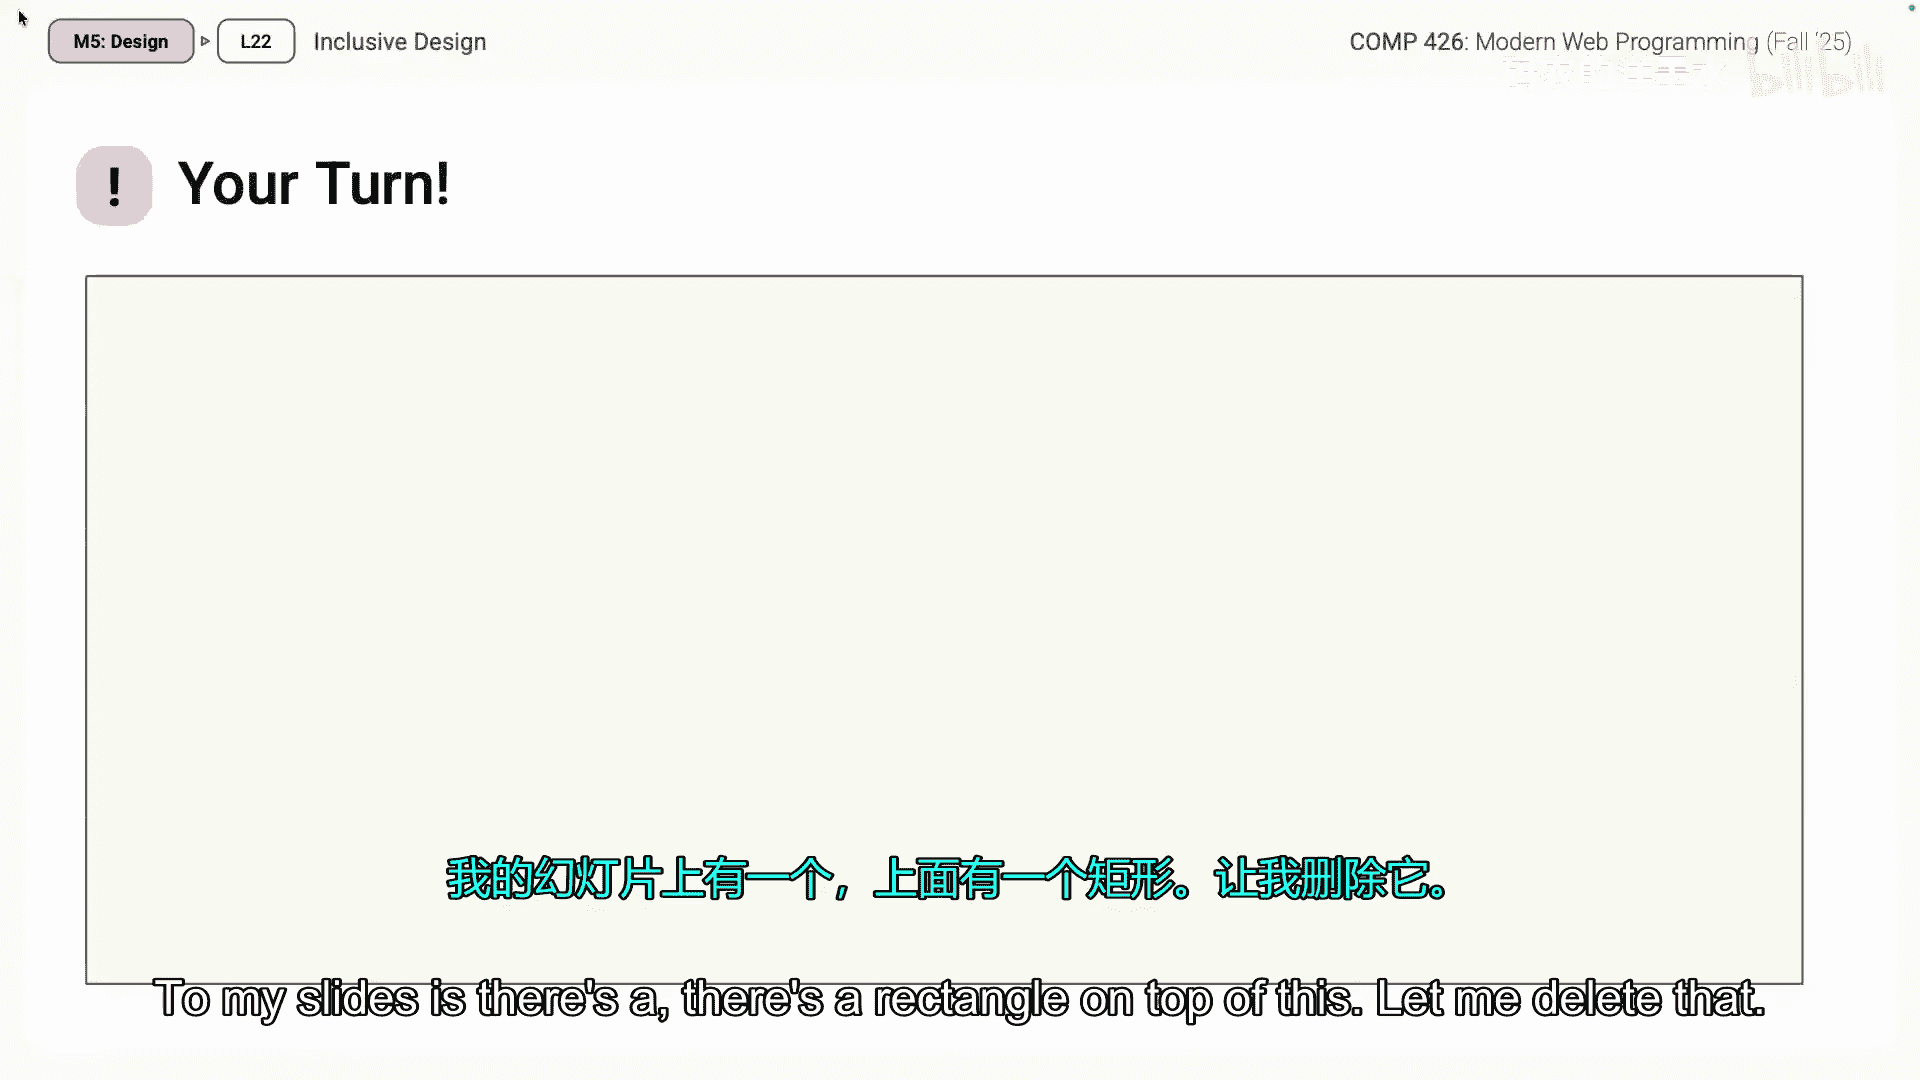 M5: Design
L22
Inclusive Design
COMP 426: Modern Web Programming (Fall '25)
bilibili
!
Your Turn!
我的幻灯片上有一个，上面有一个矩形。让我删除它。
To my slides is there's a, there's a rectangle on top of this. Let me delete that.